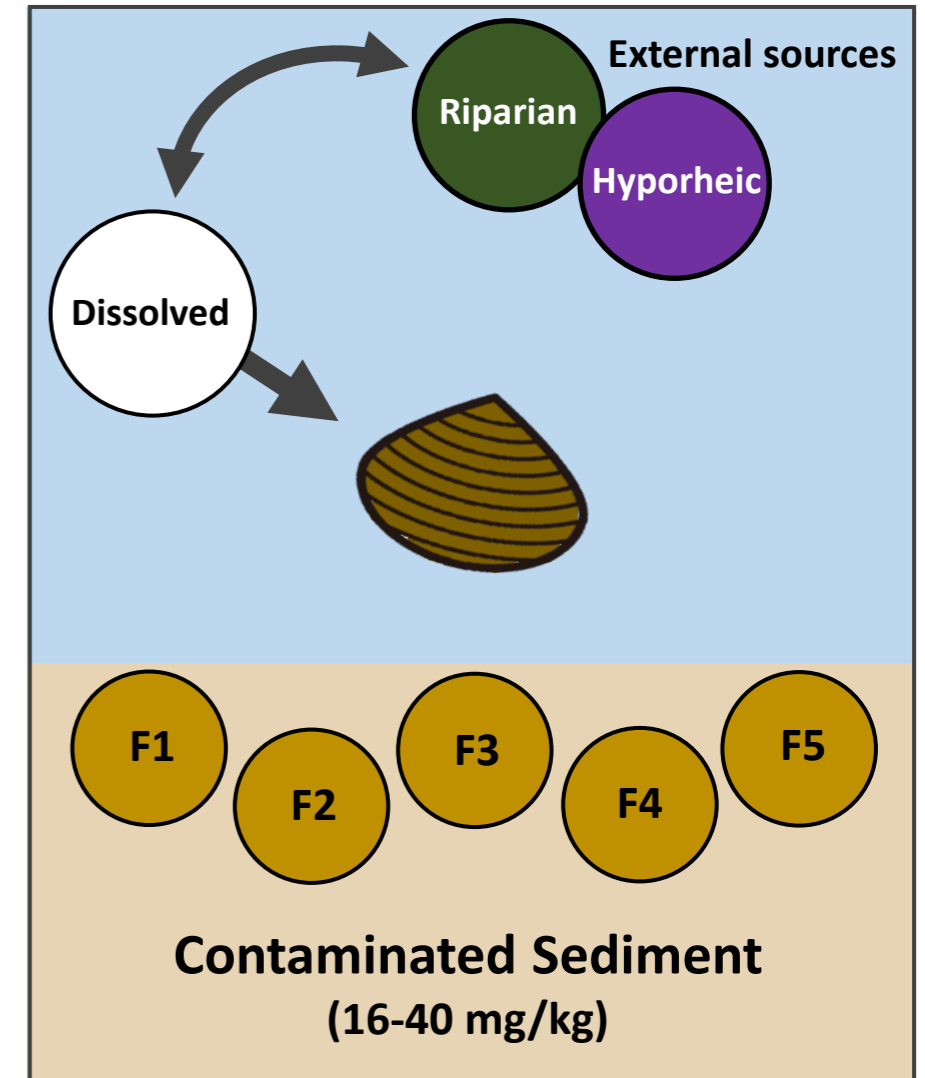 External sources
Riparian
Hyporheic
Dissolved
F1
F2
F3
F4
F5
Contaminated Sediment
(16-40 mg/kg)